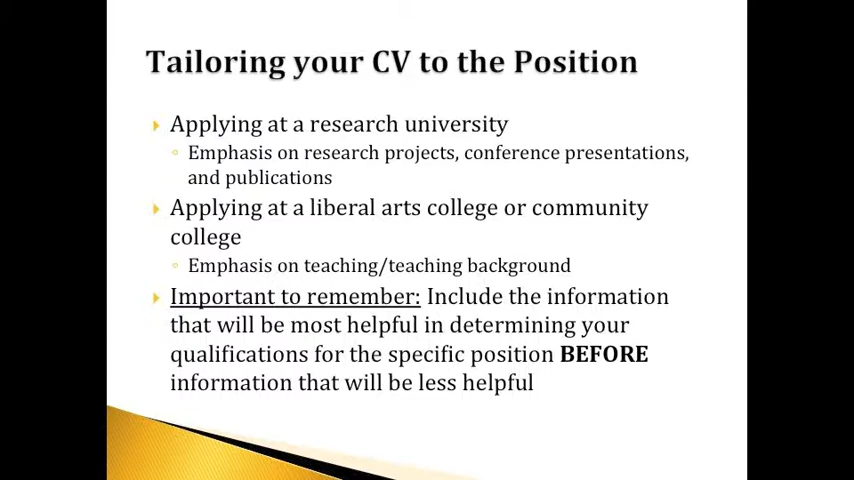 Tailoring your CV to the Position
Applying at a research university
Emphasis on research projects, conference presentations,
and publications
Applying at a liberal arts college or community
college
Emphasis on teaching/teaching background
Important to remember: Include the information
that will be most helpful in determining your
qualifications for the specific position BEFORE
information that will be less helpful